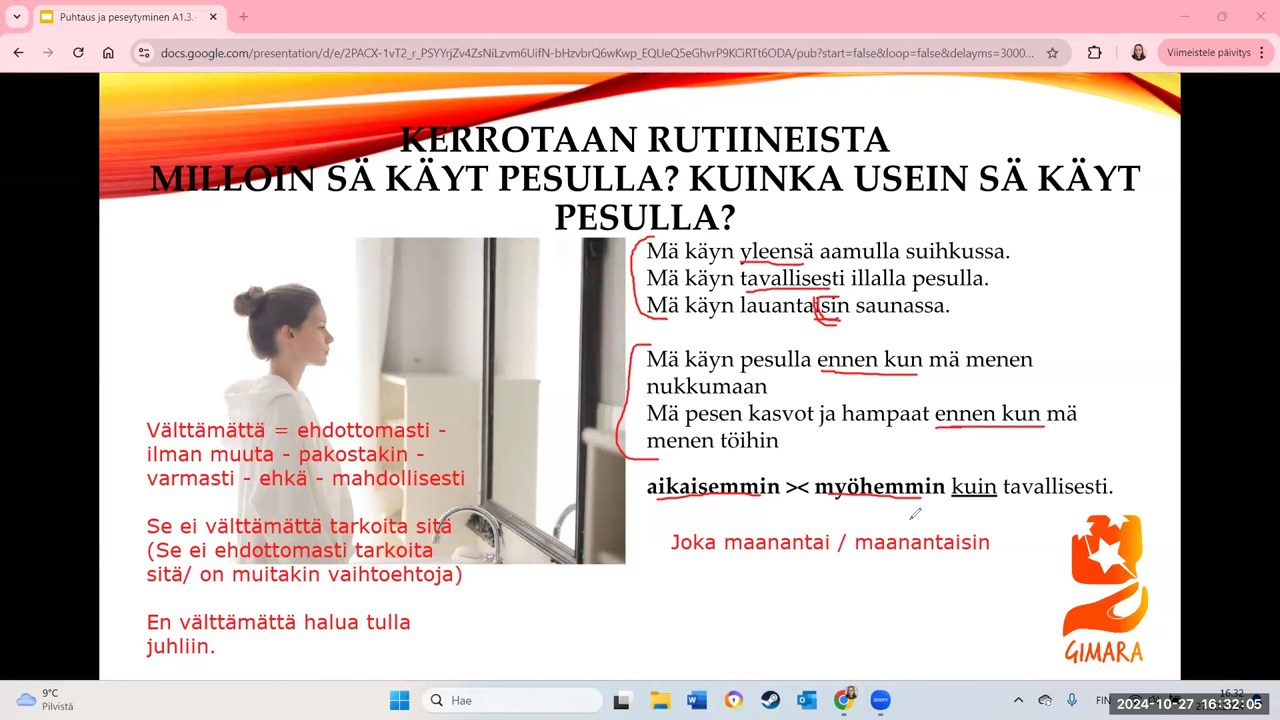 Puhtaus ja peseytyminen A1.3.
docs.google.com/presentation/d/e/2PACX-1vT2_r_PSYYrjZv4ZsNiLzvm6UifN-bHzvbrQ6wKwp_EQUeQ5eGhvrP9KCiRTt6ODA/pub?start=false&loop=false&delayms=3000...
Viimeistele päivitys
KERROTAAN RUTIINEISTA
MILLOIN SÄ KÄYT PESULLA? KUINKA USEIN SÄ KÄYT
PESULLA?
Mä käyn yleensä aamulla suihkussa.
Mä käyn tavallisesti illalla pesulla.
Mä käyn lauantaisin saunassa.
Mä käyn pesulla ennen kun mä menen
nukkumaan
Mä pesen kasvot ja hampaat ennen kun mä
menen töihin
aikaisemmin >< myöhemmin kuin tavallisesti.
Joka maanantai / maanantaisin
Välttämättä = ehdottomasti -
ilman muuta - pakostakin -
varmasti - ehkä - mahdollisesti
Se ei välttämättä tarkoita sitä
(Se ei ehdottomasti tarkoita
sitä/ on muitakin vaihtoehtoja)
En välttämättä halua tulla
juhliin.
GIMARA
9°C
Pilvistä
Hae
zoom
FIN
16.32
2024-10-27 16:32:05